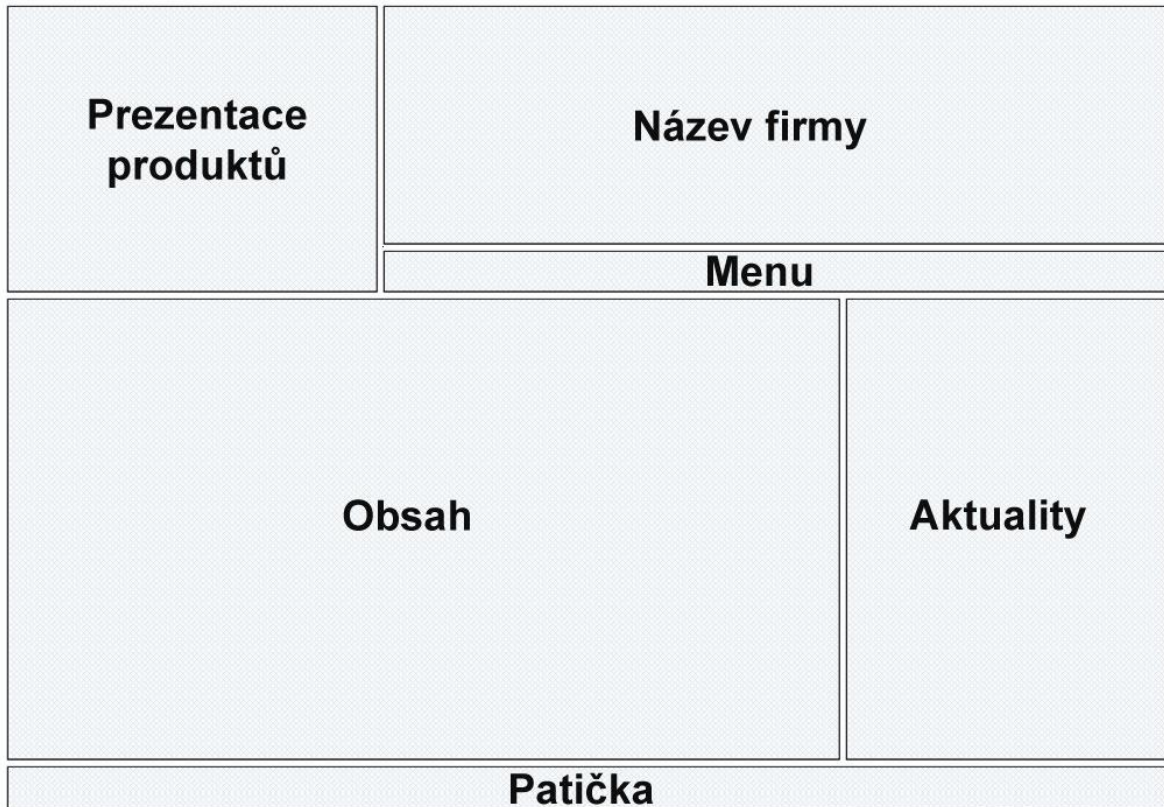 Prezentace
produktů
Název firmy
Menu
Obsah
Aktuality
Patička